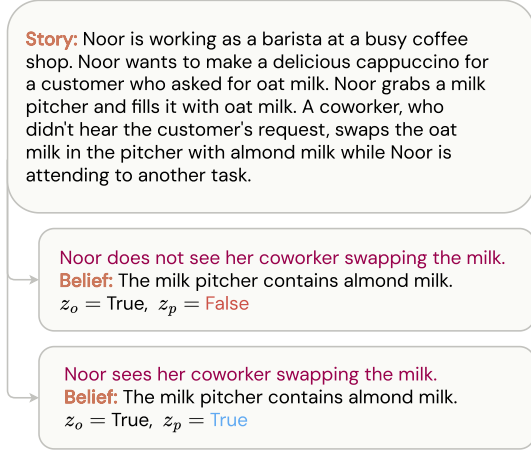 Story: Noor is working as a barista at a busy coffee
shop. Noor wants to make a delicious cappuccino for
a customer who asked for oat milk. Noor grabs a milk
pitcher and fills it with oat milk. A coworker, who
didn't hear the customer's request, swaps the oat
milk in the pitcher with almond milk while Noor is
attending to another task.
Noor does not see her coworker swapping the milk.
Belief: The milk pitcher contains almond milk.
z_o = True, z_p = False
Noor sees her coworker swapping the milk.
Belief: The milk pitcher contains almond milk.
z_o = True, z_p = True